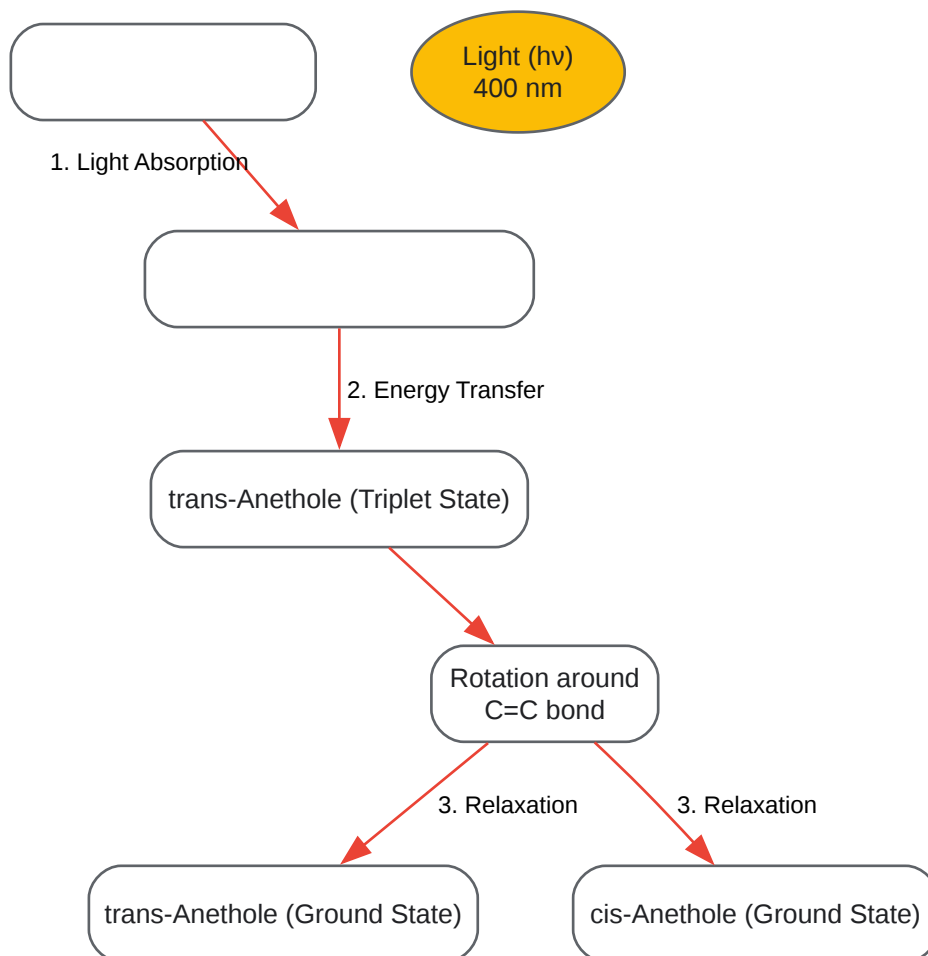 Light (hν)
400 nm
1. Light Absorption
2. Energy Transfer
trans-Anethole (Triplet State)
Rotation around
C=C bond
3. Relaxation
3. Relaxation
trans-Anethole (Ground State)
cis-Anethole (Ground State)